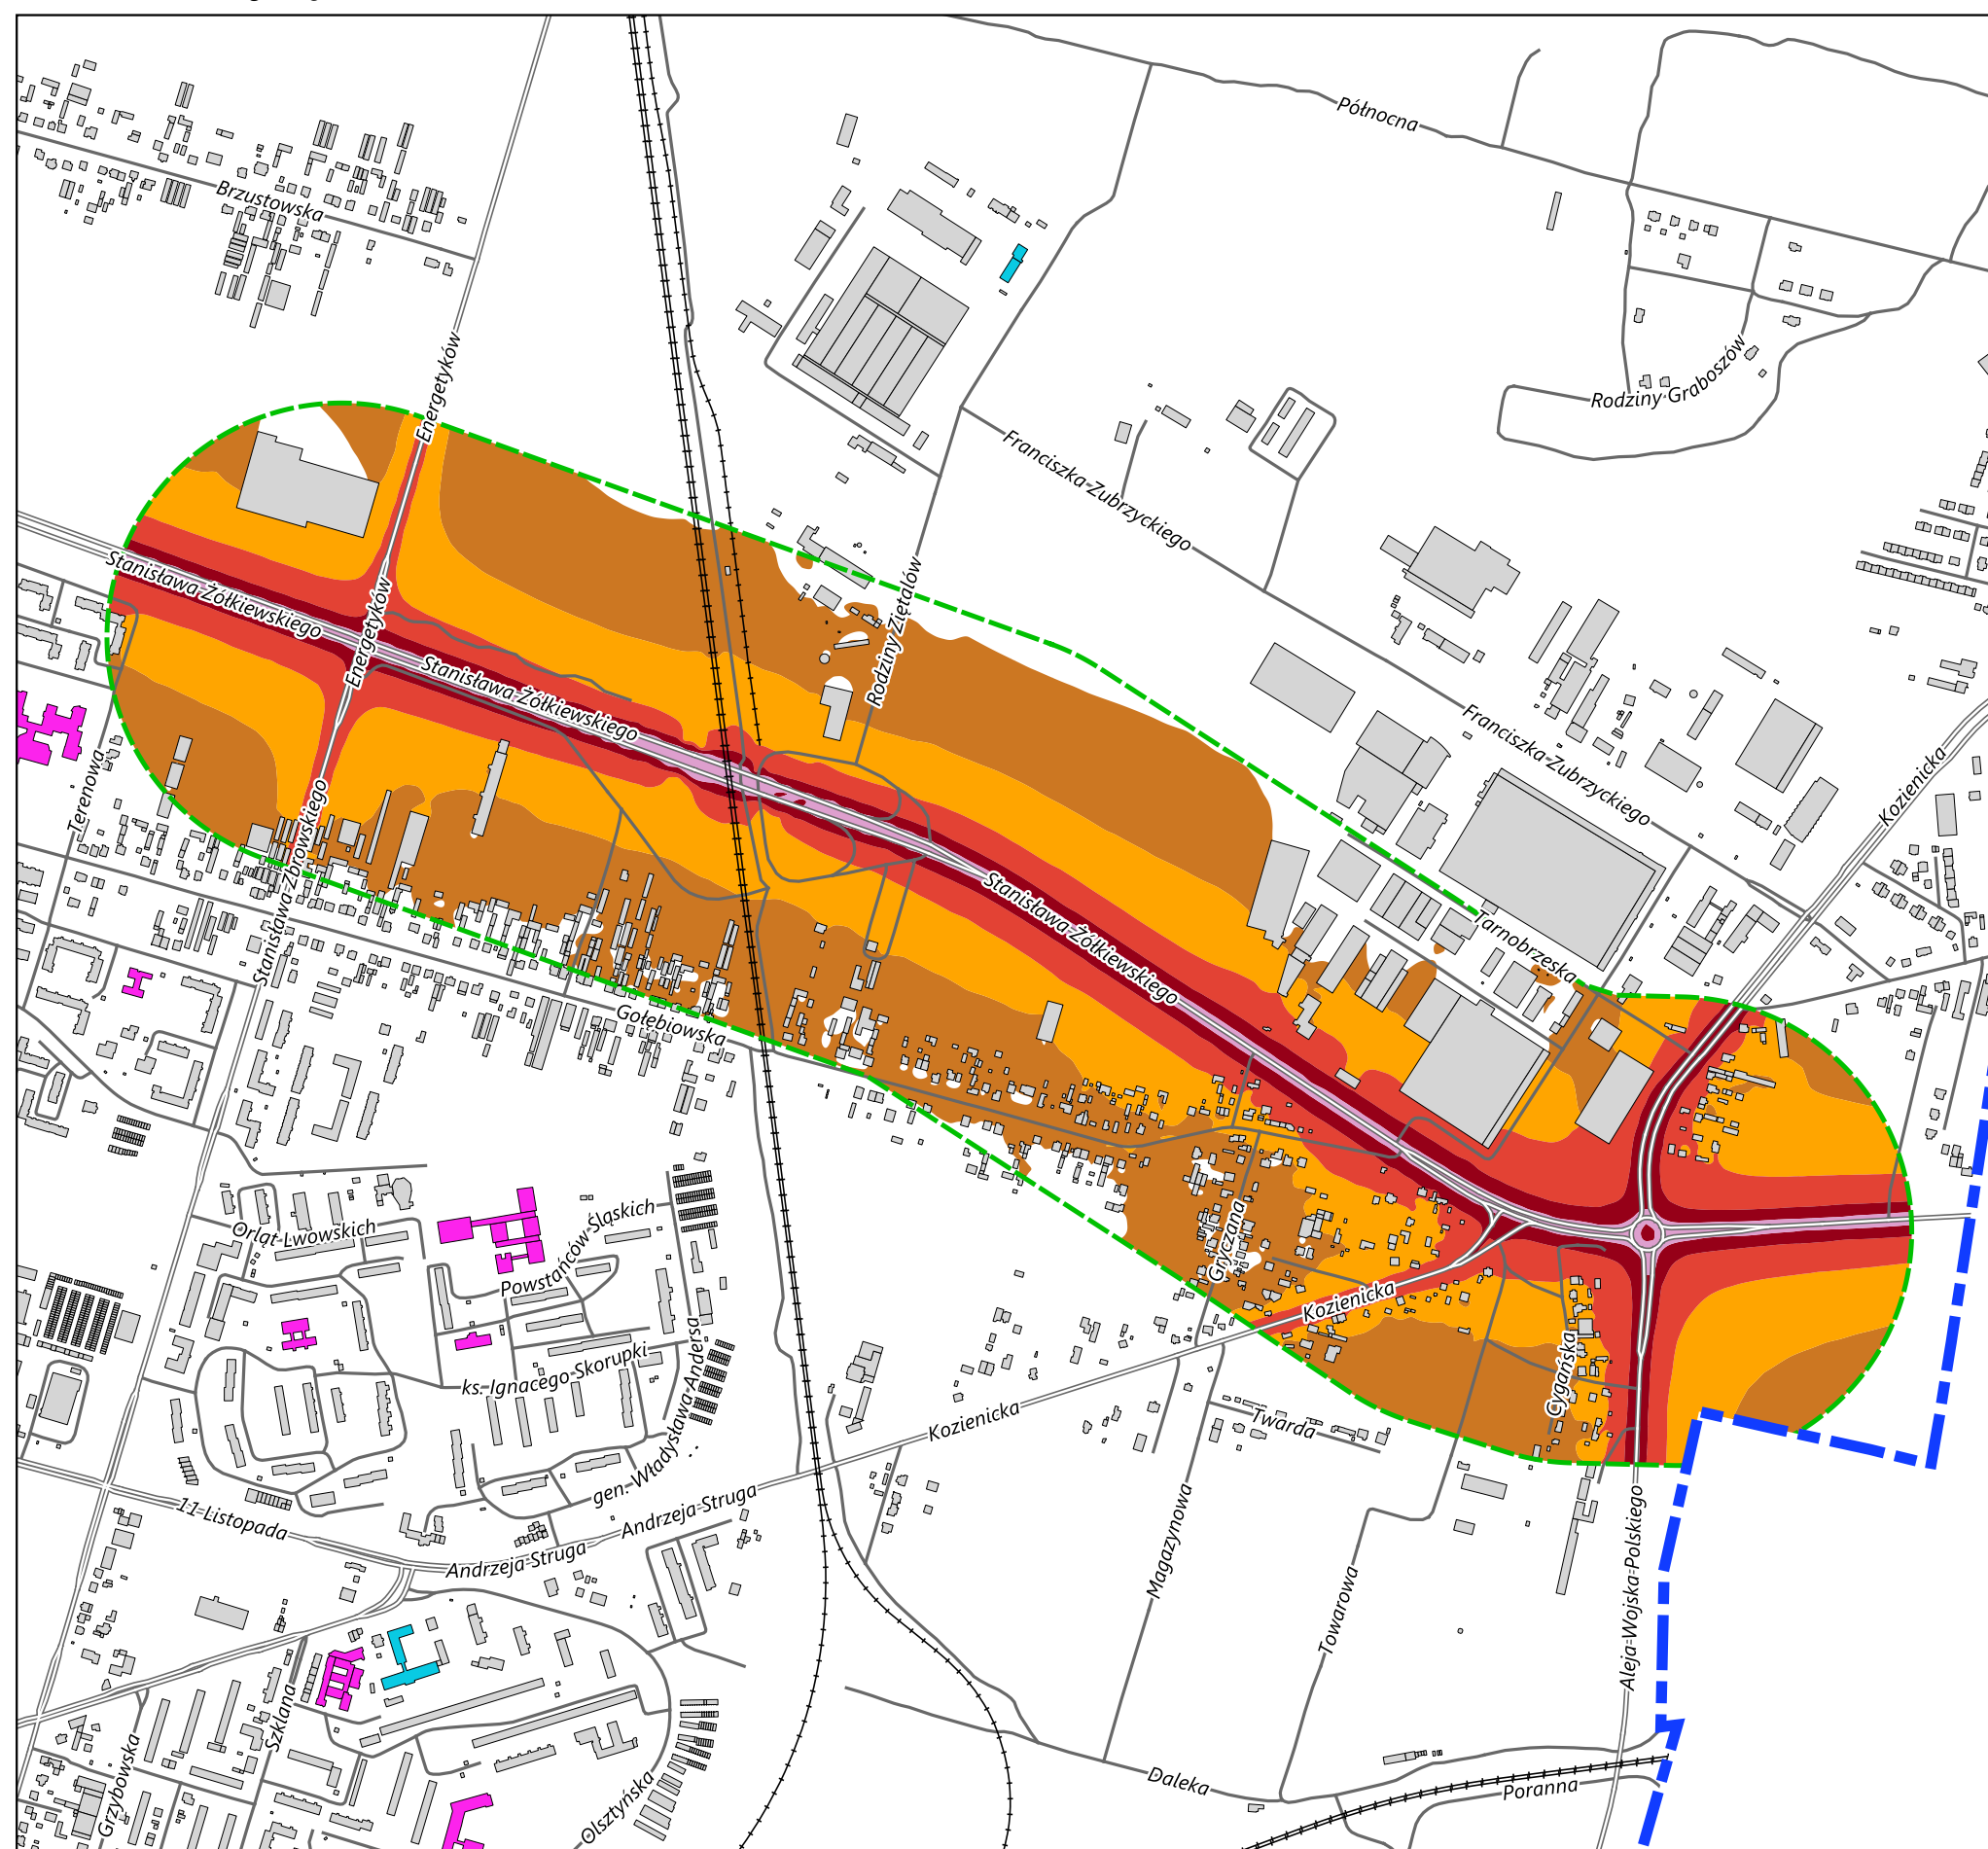 Północna
Brzustowska
Energetyków
Rodziny Graboszów
Franciszka Zubrzyckiego
Stanisława Żółkiewskiego
Energetyków
Rodziny Ziętalów
Stanisława Żółkiewskiego
Franciszka Zubrzyckiego
Kozienicka
Terenowa
Stanisława Zbrowskiego
Stanisława Żółkiewskiego
Tarnobrzeska
Gołębiowska
Orląt Lwowskich
Powstańców Śląskich
Gryczana
Kozienicka
Cygańska
ks. Ignacego Skorupki
gen. Władysława Andersa
Kozienicka
Twarda
11 Listopada
Andrzeja Struga
Andrzeja Struga
Magazynowa
Towarowa
Aleja Wojska Polskiego
Szklana
Grzybowska
Olsztyńska
Daleka
Poranna